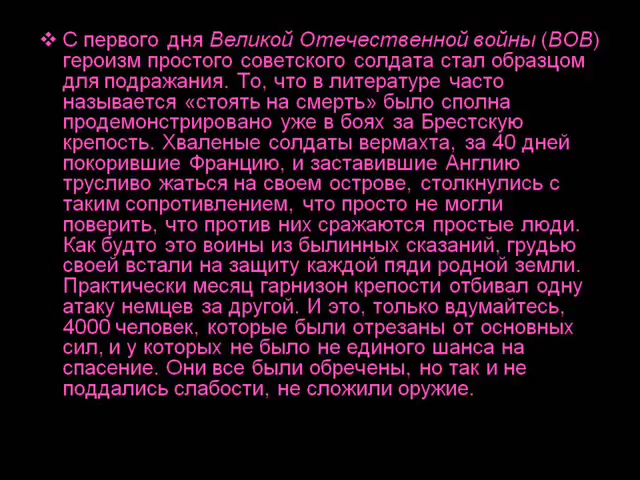 ❖ С первого дня Великой Отечественной войны (ВОВ)
героизм простого советского солдата стал образцом
для подражания. То, что в литературе часто
называется «стоять на смерть» было сполна
продемонстрировано уже в боях за Брестскую
крепость. Хваленые солдаты вермахта, за 40 дней
покорившие Францию, и заставившие Англию
трусливо жаться на своем острове, столкнулись с
таким сопротивлением, что просто не могли
поверить, что против них сражаются простые люди.
Как будто это воины из былинных сказаний, грудью
своей встали на защиту каждой пяди родной земли.
Практически месяц гарнизон крепости отбивал одну
атаку немцев за другой. И это, только вдумайтесь,
4000 человек, которые были отрезаны от основных
сил, и у которых не было не единого шанса на
спасение. Они все были обречены, но так и не
поддались слабости, не сложили оружие.